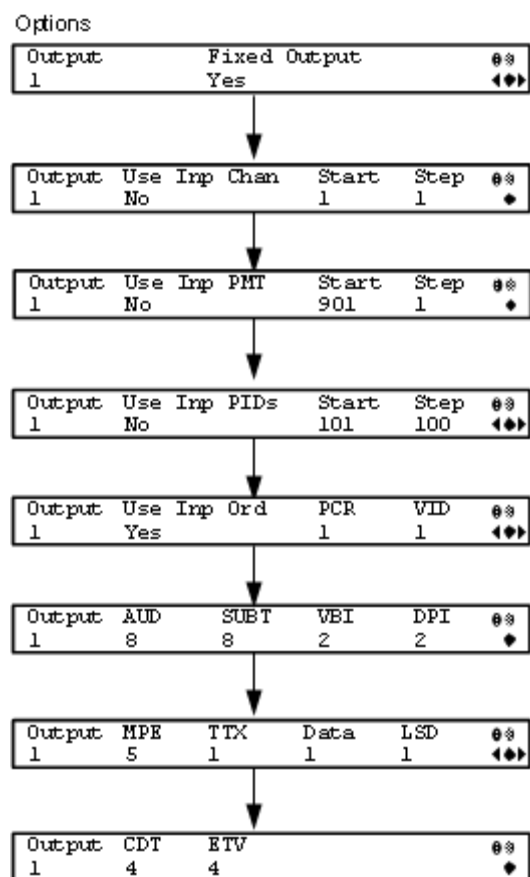 Options
Output Fixed Output
1 Yes
Output Use Inp Chan Start Step
1 No 1 1
Output Use Inp PMT Start Step
1 No 901 1
Output Use Inp PIDs Start Step
1 No 101 100
Output Use Inp Ord PCR VID
1 Yes 1 1
Output AUD SUBT VBI DPI
1 8 8 2 2
Output MPE TTX Data LSD
1 5 1 1 1
Output CDT ETV
1 4 4